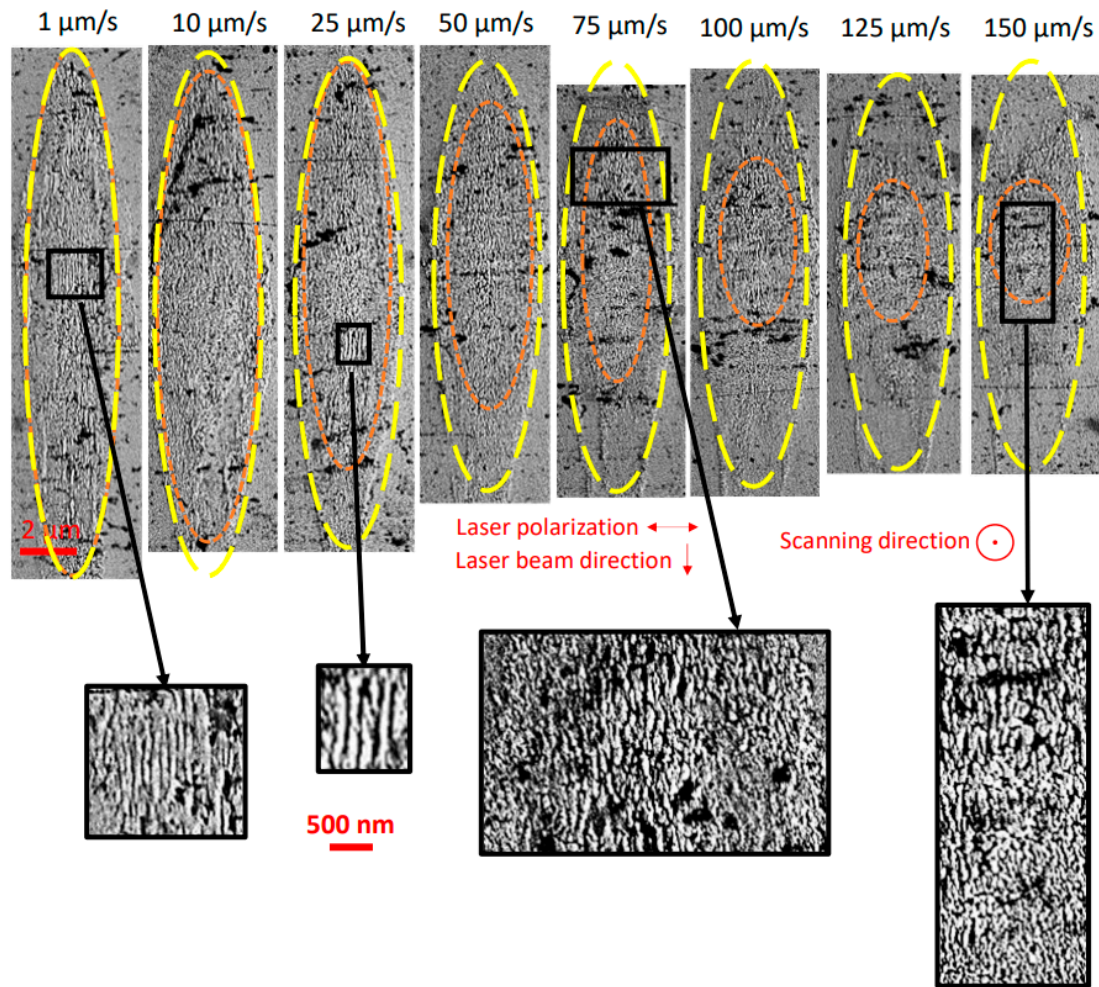 1 μm/s
10 μm/s
25 μm/s
50 μm/s
75 μm/s
100 μm/s
125 μm/s
150 μm/s
2 μm
Laser polarization
Laser beam direction
Scanning direction
500 nm